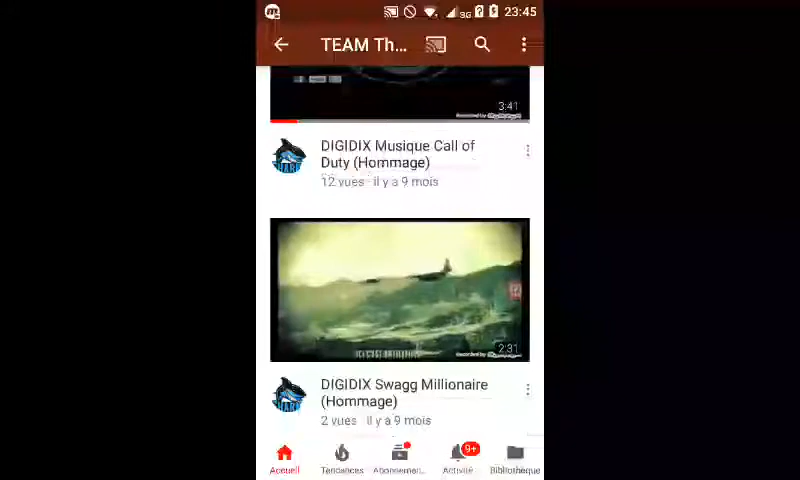 3G 23:45
TEAM Th...
3:41
DIGIDIX Musique Call of
Duty (Hommage)
12 vues · il y a 9 mois
2:31
DIGIDIX Swagg Millionaire
(Hommage)
2 vues · il y a 9 mois
9+
Accueil Tendances Abonnemen... Activité Bibliothèque